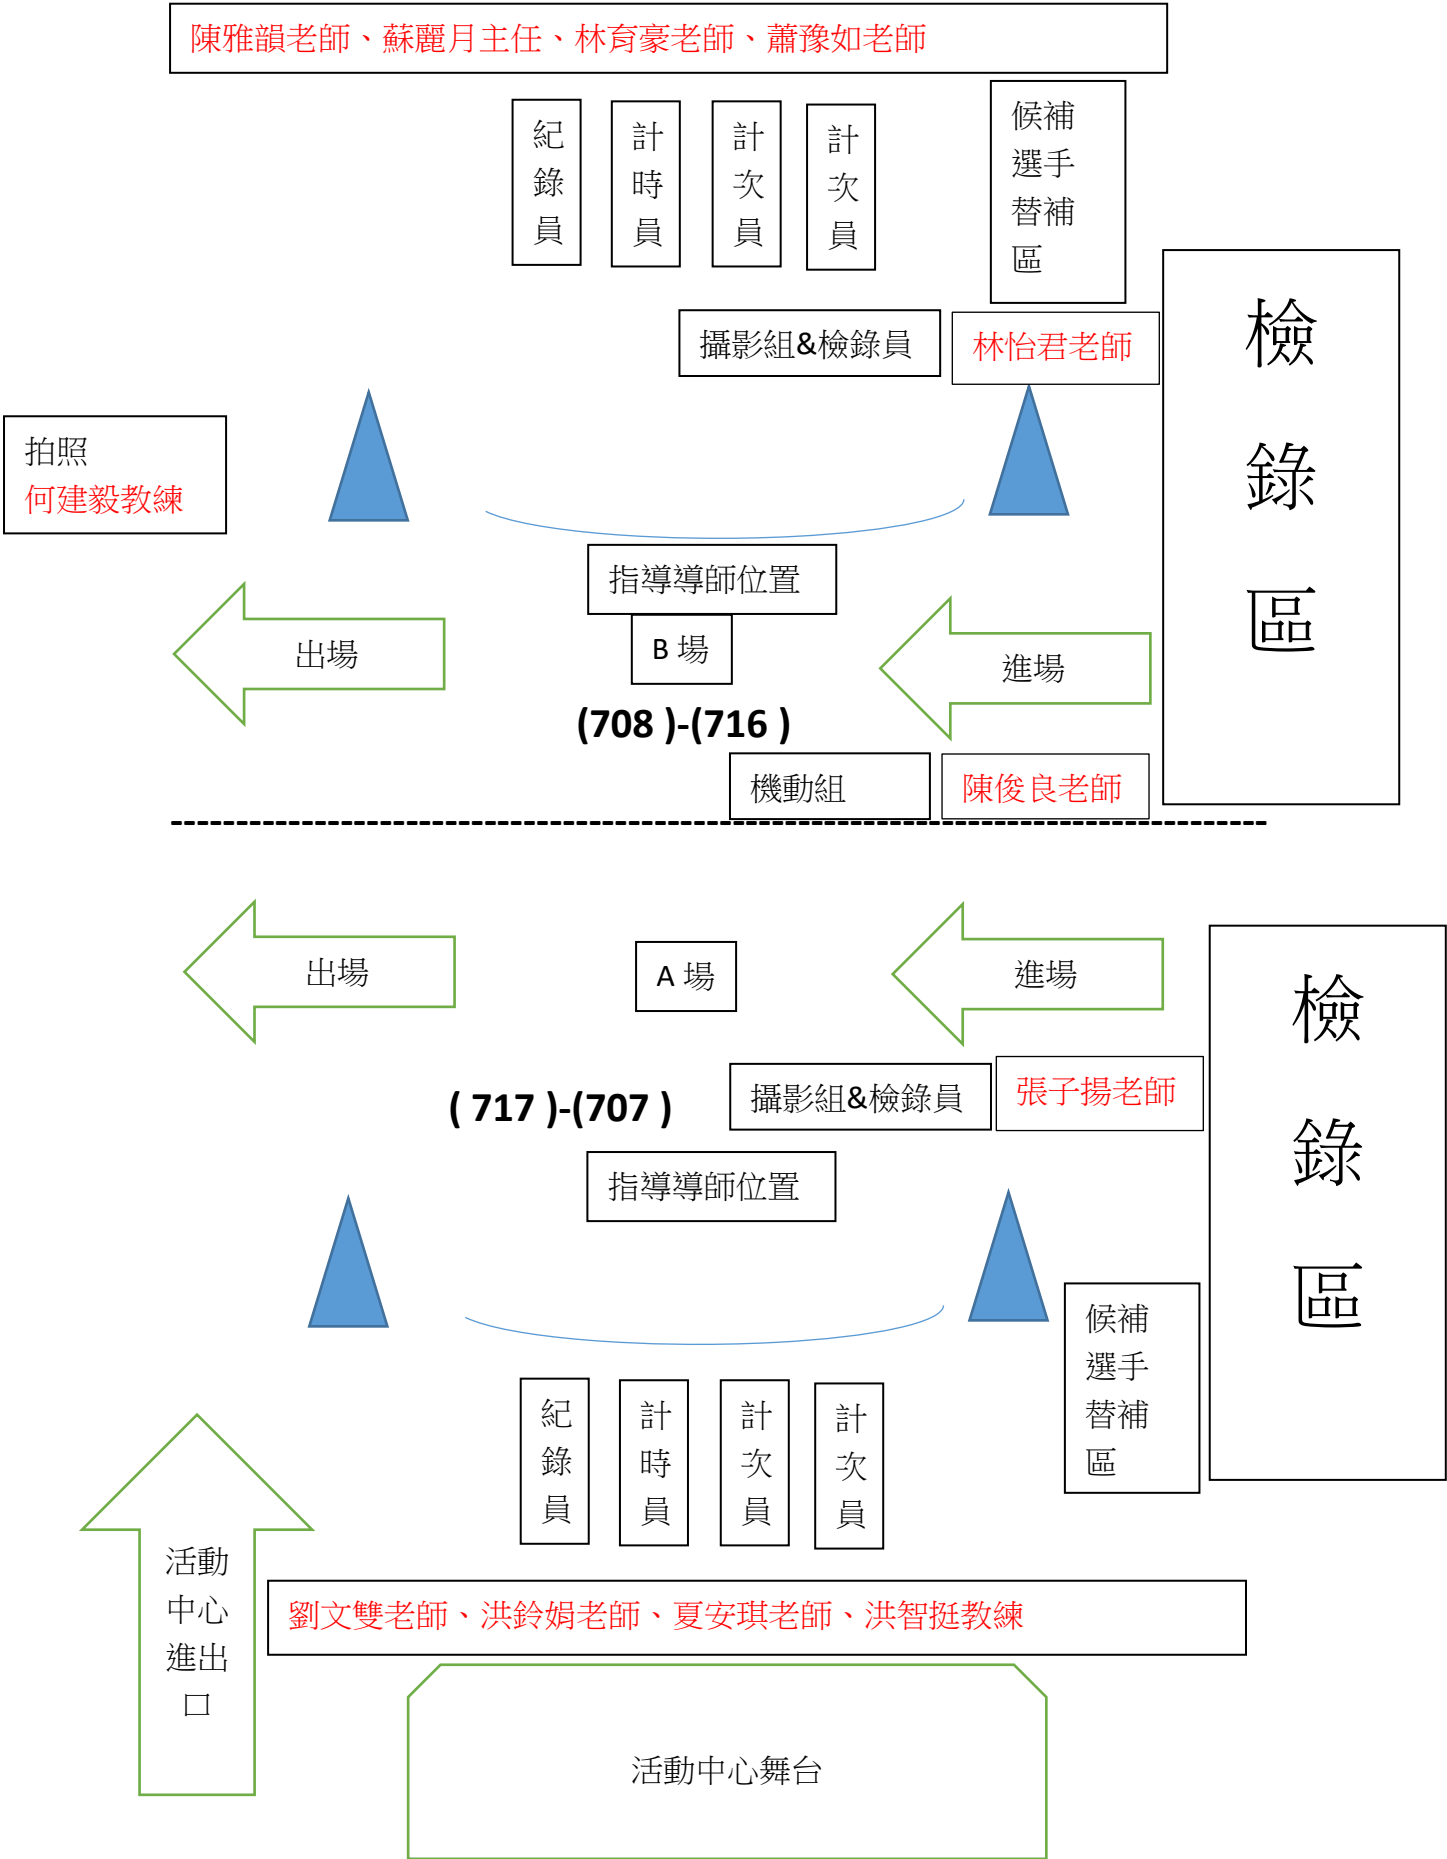 陳雅韻老師、蘇麗月主任、林育豪老師、蕭豫如老師
紀錄員
計時員
計次員
計次員
候補
選手
替補
區
檢錄區
攝影組&檢錄員
林怡君老師
拍照
何建毅教練
指導導師位置
B 場
出場
進場
(708 )-(716 )
機動組
陳俊良老師
出場
A 場
進場
檢錄區
( 717 )-(707 )
攝影組&檢錄員
張子揚老師
指導導師位置
候補
選手
替補
區
紀錄員
計時員
計次員
計次員
活動
中心
進出
口
劉文雙老師、洪鈴娟老師、夏安琪老師、洪智挺教練
活動中心舞台